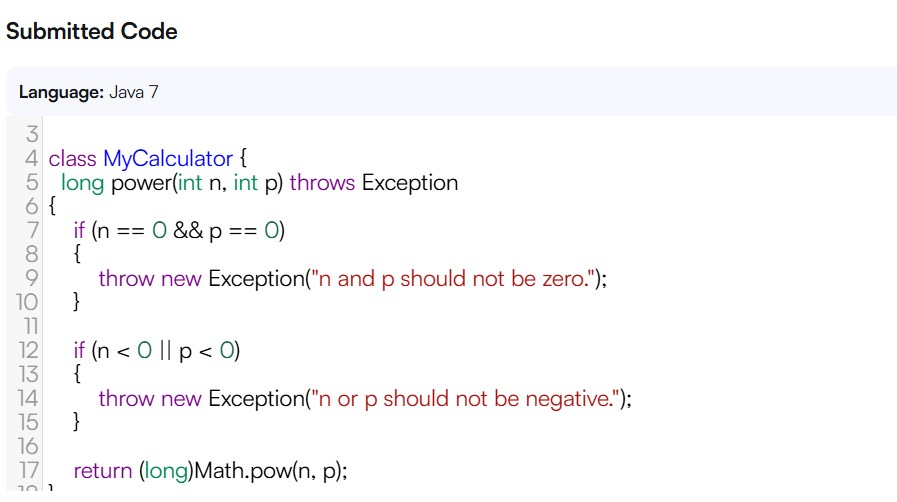 Submitted Code
Language: Java 7
3
4 class MyCalculator {
5 long power(int n, int p) throws Exception
6 {
7 if (n == 0 && p == 0)
8 {
9 throw new Exception("n and p should not be zero.");
10 }
11
12 if (n < 0 || p < 0)
13 {
14 throw new Exception("n or p should not be negative.");
15 }
16
17 return (long)Math.pow(n, p);
18 }